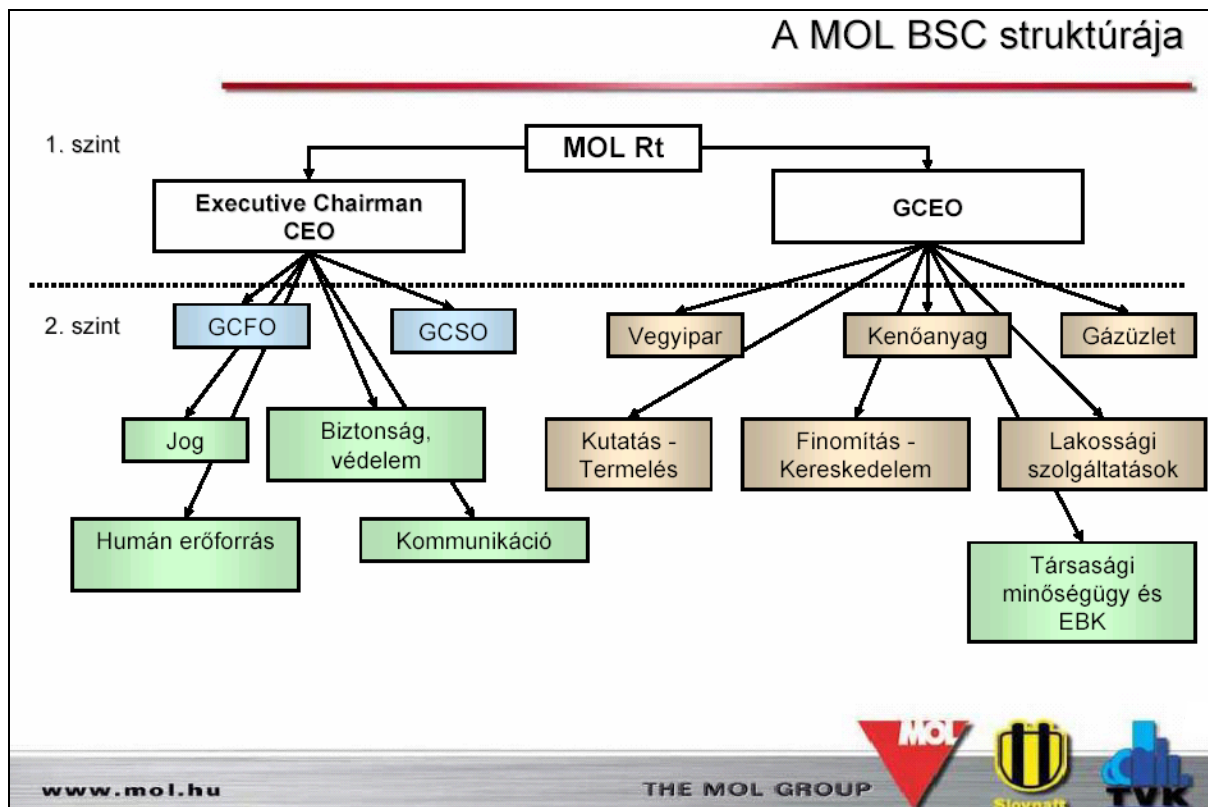 A MOL BSC struktúrája
1. szint
MOL Rt
Executive Chairman
CEO
GCEO
2. szint
GCFO
GCSO
Vegyipar
Kenőanyag
Gázüzlet
Jog
Biztonság,
védelem
Kutatás -
Termelés
Finomítás -
Kereskedelem
Lakossági
szolgáltatások
Humán erőforrás
Kommunikáció
Társasági
minőségügy és
EBK
www.mol.hu
THE MOL GROUP
MOL
Slovnaft
TVK